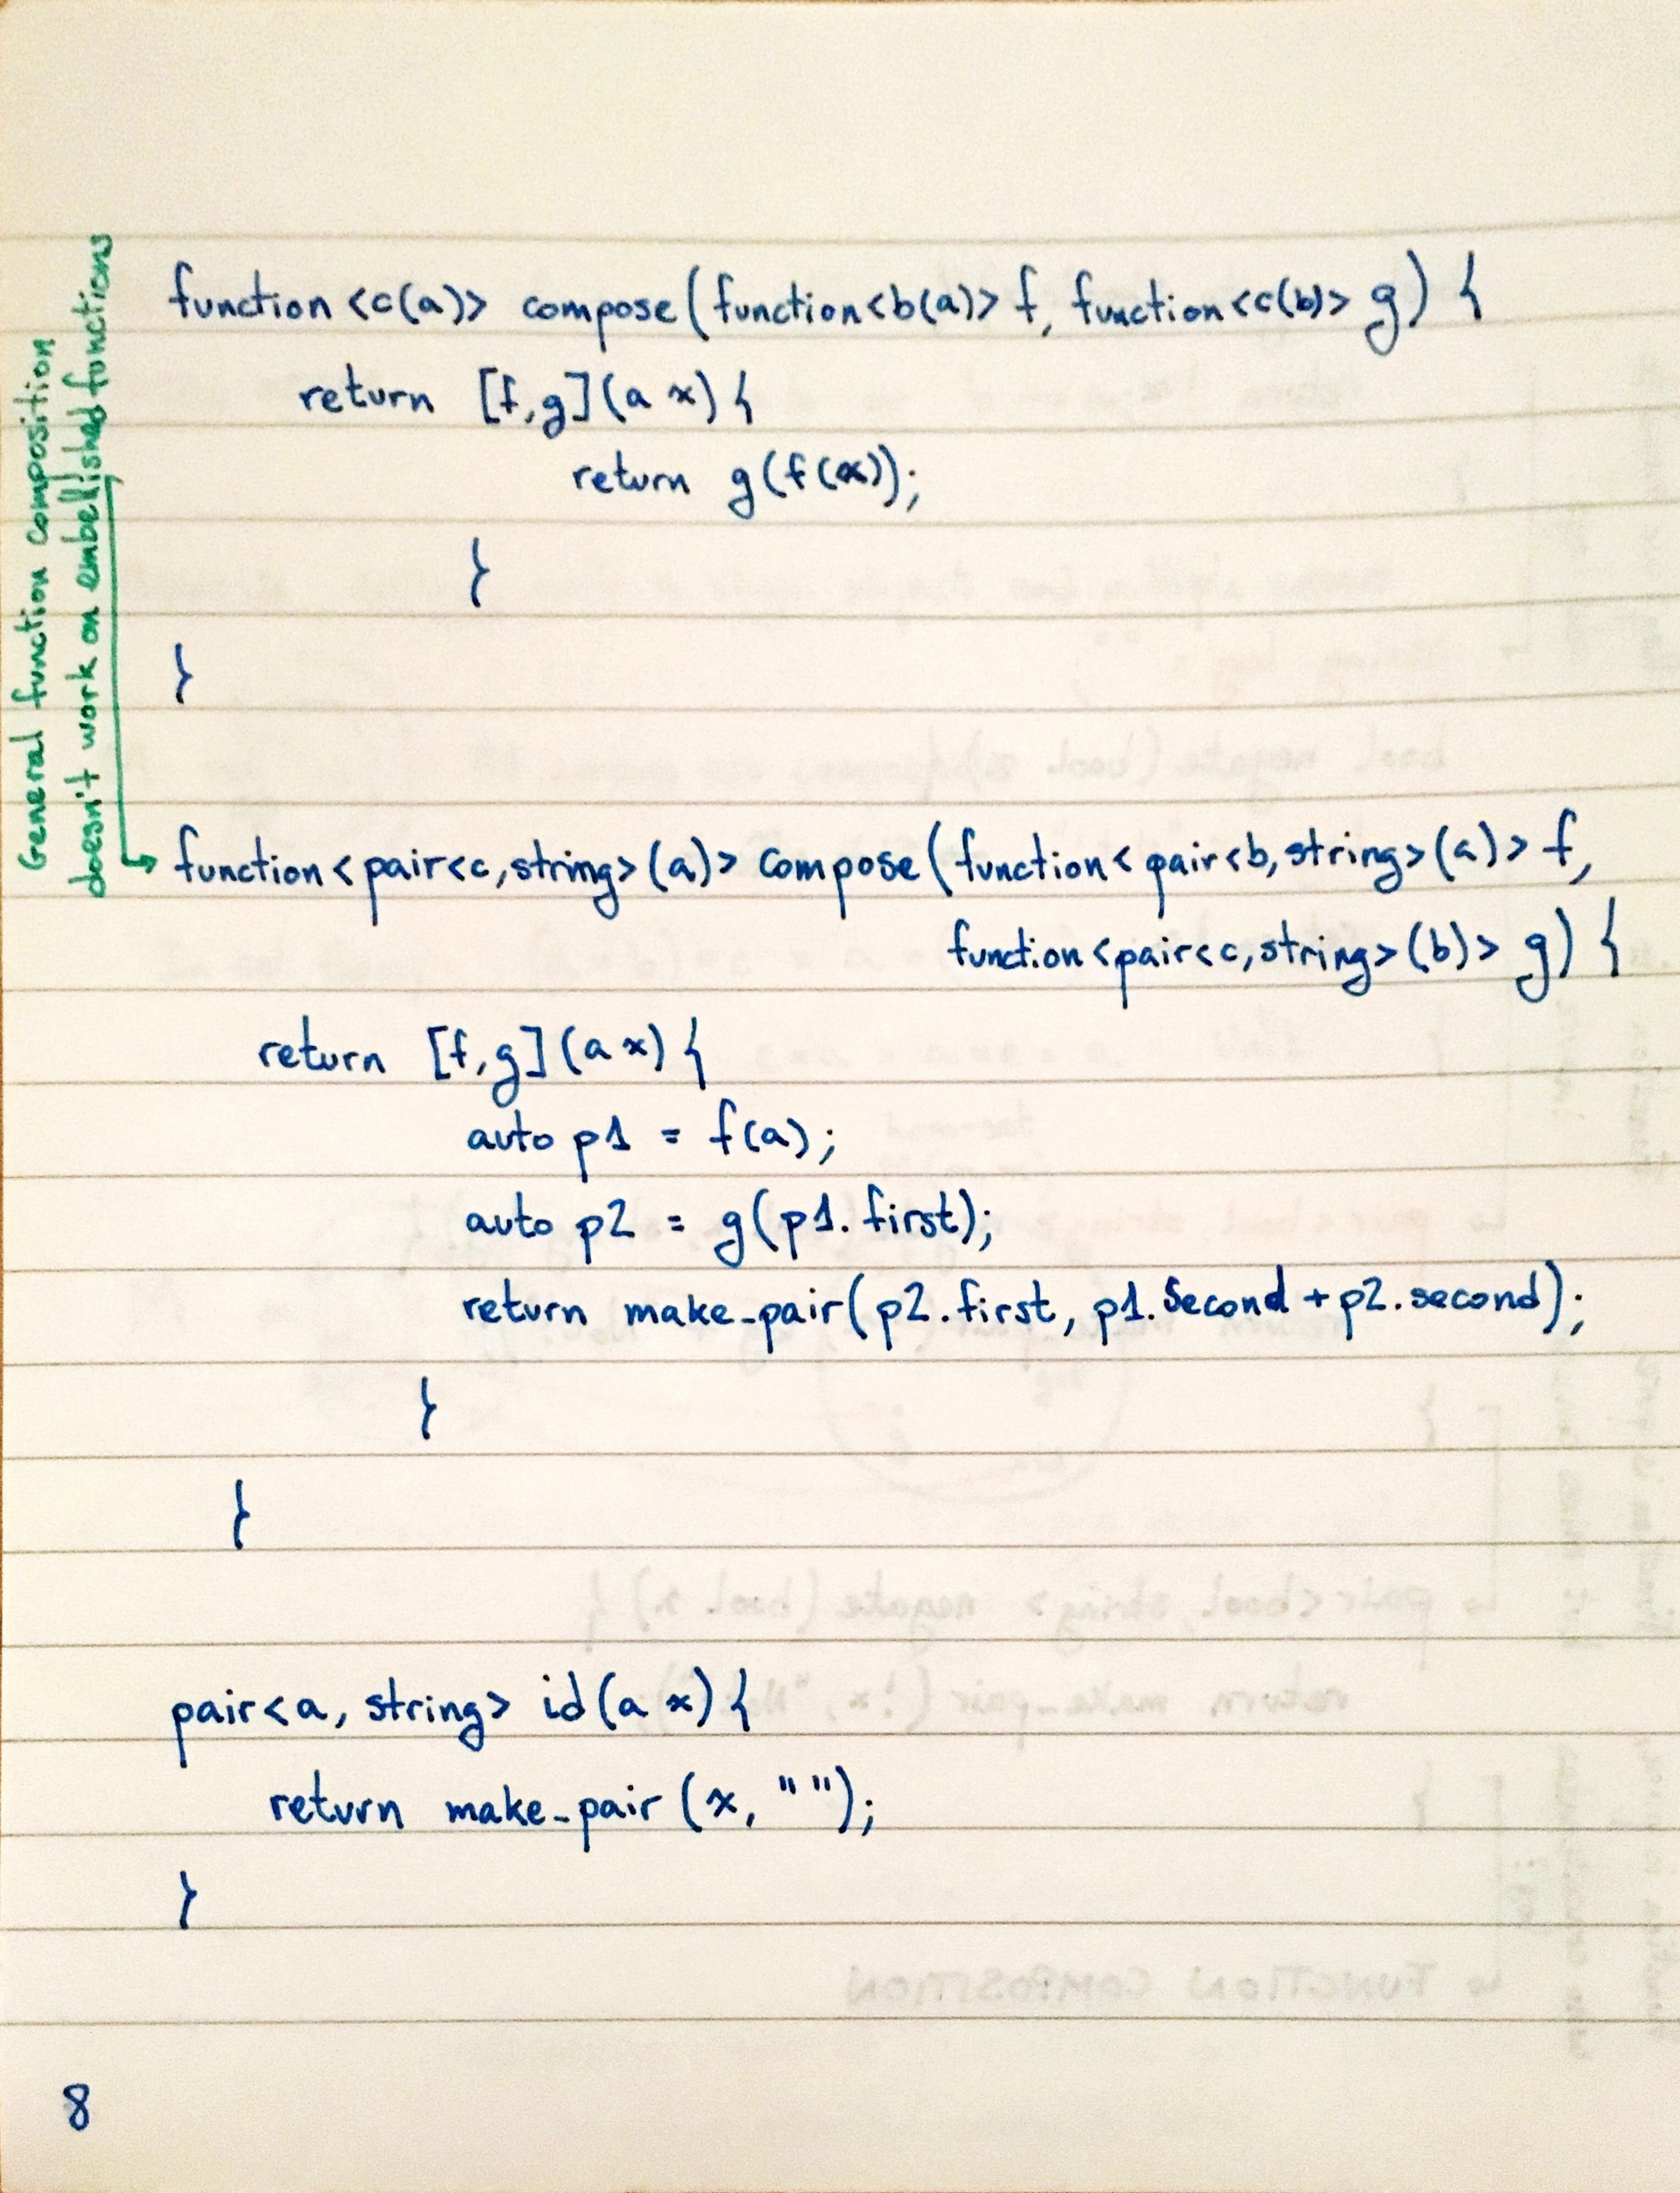 General function composition
doesn't work on embellished functions
function <c(a)> compose(function<b(a)> f, function<c(b)> g) {
return [f,g](a x) {
return g(f(x));
}
}
function<pair<c,string>(a)> compose(function<pair<b,string>(a)> f,
function<pair<c,string>(b)> g) {
return [f,g](a x) {
auto p1 = f(a);
auto p2 = g(p1.first);
return make_pair(p2.first, p1.second + p2.second);
}
}
pair<a, string> id(a x) {
return make_pair (x, "");
}
8